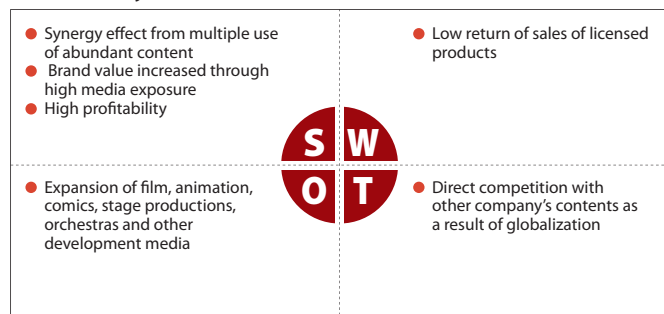 Synergy effect from multiple use
of abundant content
Brand value increased through
high media exposure
High profitability
Low return of sales of licensed
products
S W
O T
Expansion of film, animation,
comics, stage productions,
orchestras and other
development media
Direct competition with
other company's contents as
a result of globalization